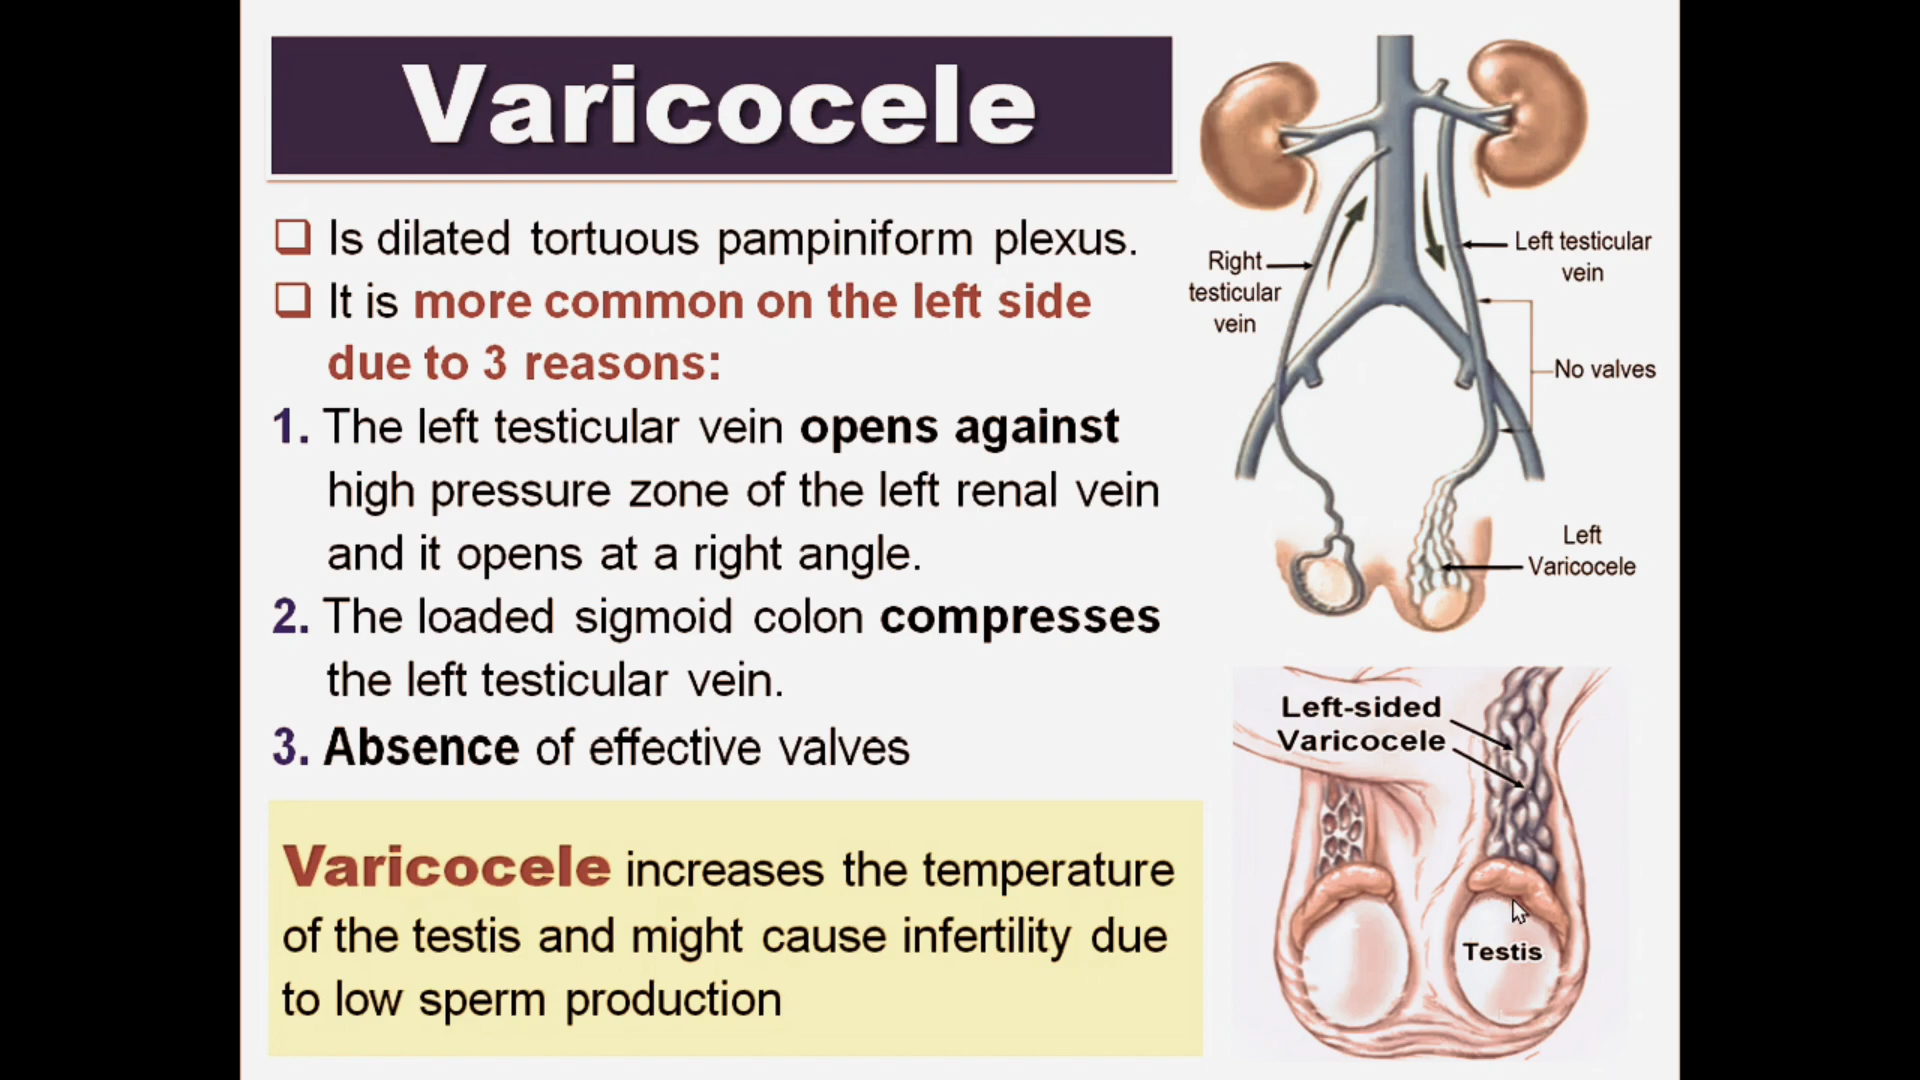 Varicocele
Is dilated tortuous pampiniform plexus.
It is more common on the left side
due to 3 reasons:
1. The left testicular vein opens against
high pressure zone of the left renal vein
and it opens at a right angle.
2. The loaded sigmoid colon compresses
the left testicular vein.
3. Absence of effective valves
Varicocele increases the temperature
of the testis and might cause infertility due
to low sperm production
Right
testicular
vein
Left testicular
vein
No valves
Left
Varicocele
Left-sided
Varicocele
Testis